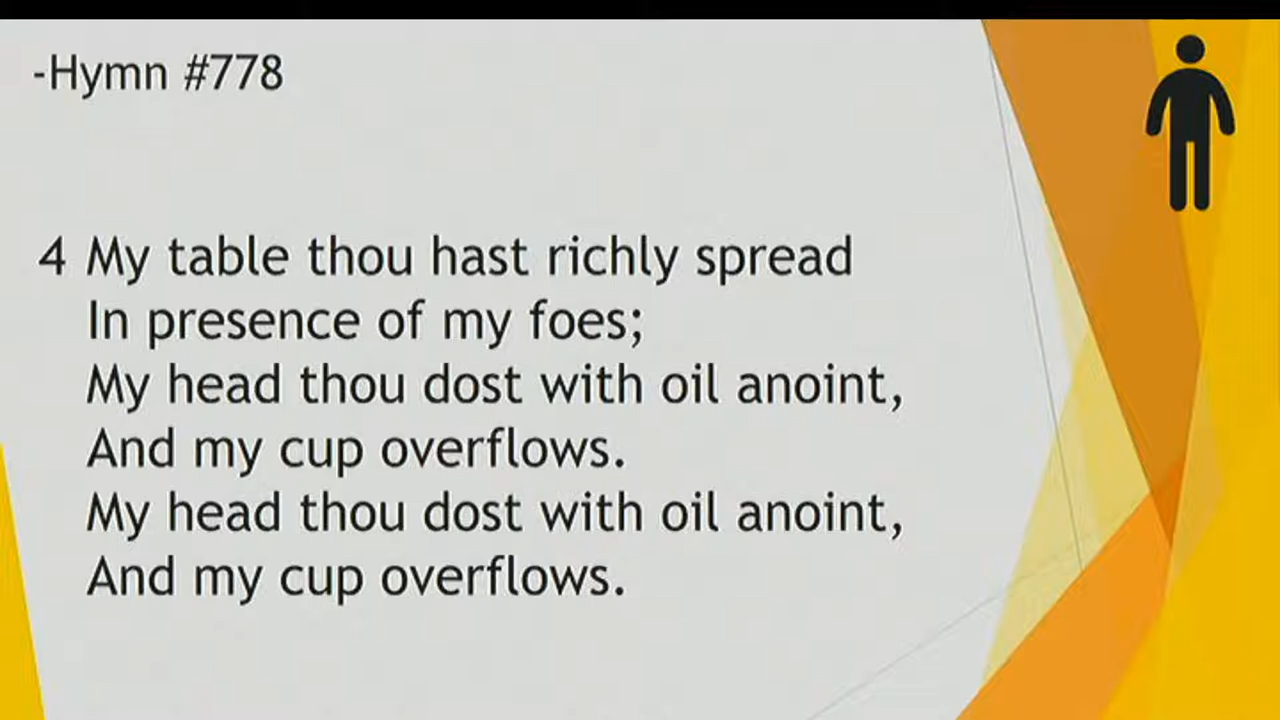 -Hymn #778
4 My table thou hast richly spread
In presence of my foes;
My head thou dost with oil anoint,
And my cup overflows.
My head thou dost with oil anoint,
And my cup overflows.